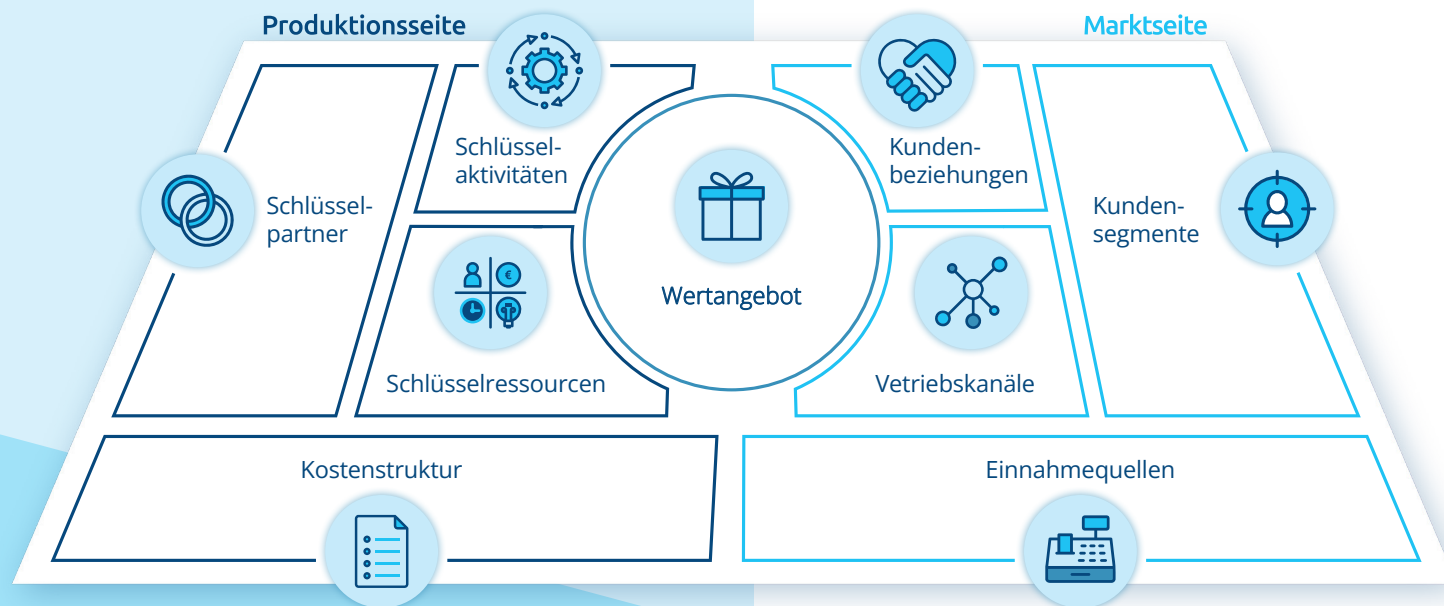 Produktionsseite
Marktseite
Schlüssel-
aktivitäten
Kunden-
beziehungen
Schlüssel-
partner
Kunden-
segmente
€
Wertangebot
Schlüsselressourcen
Vetriebskanäle
Kostenstruktur
Einnahmequellen